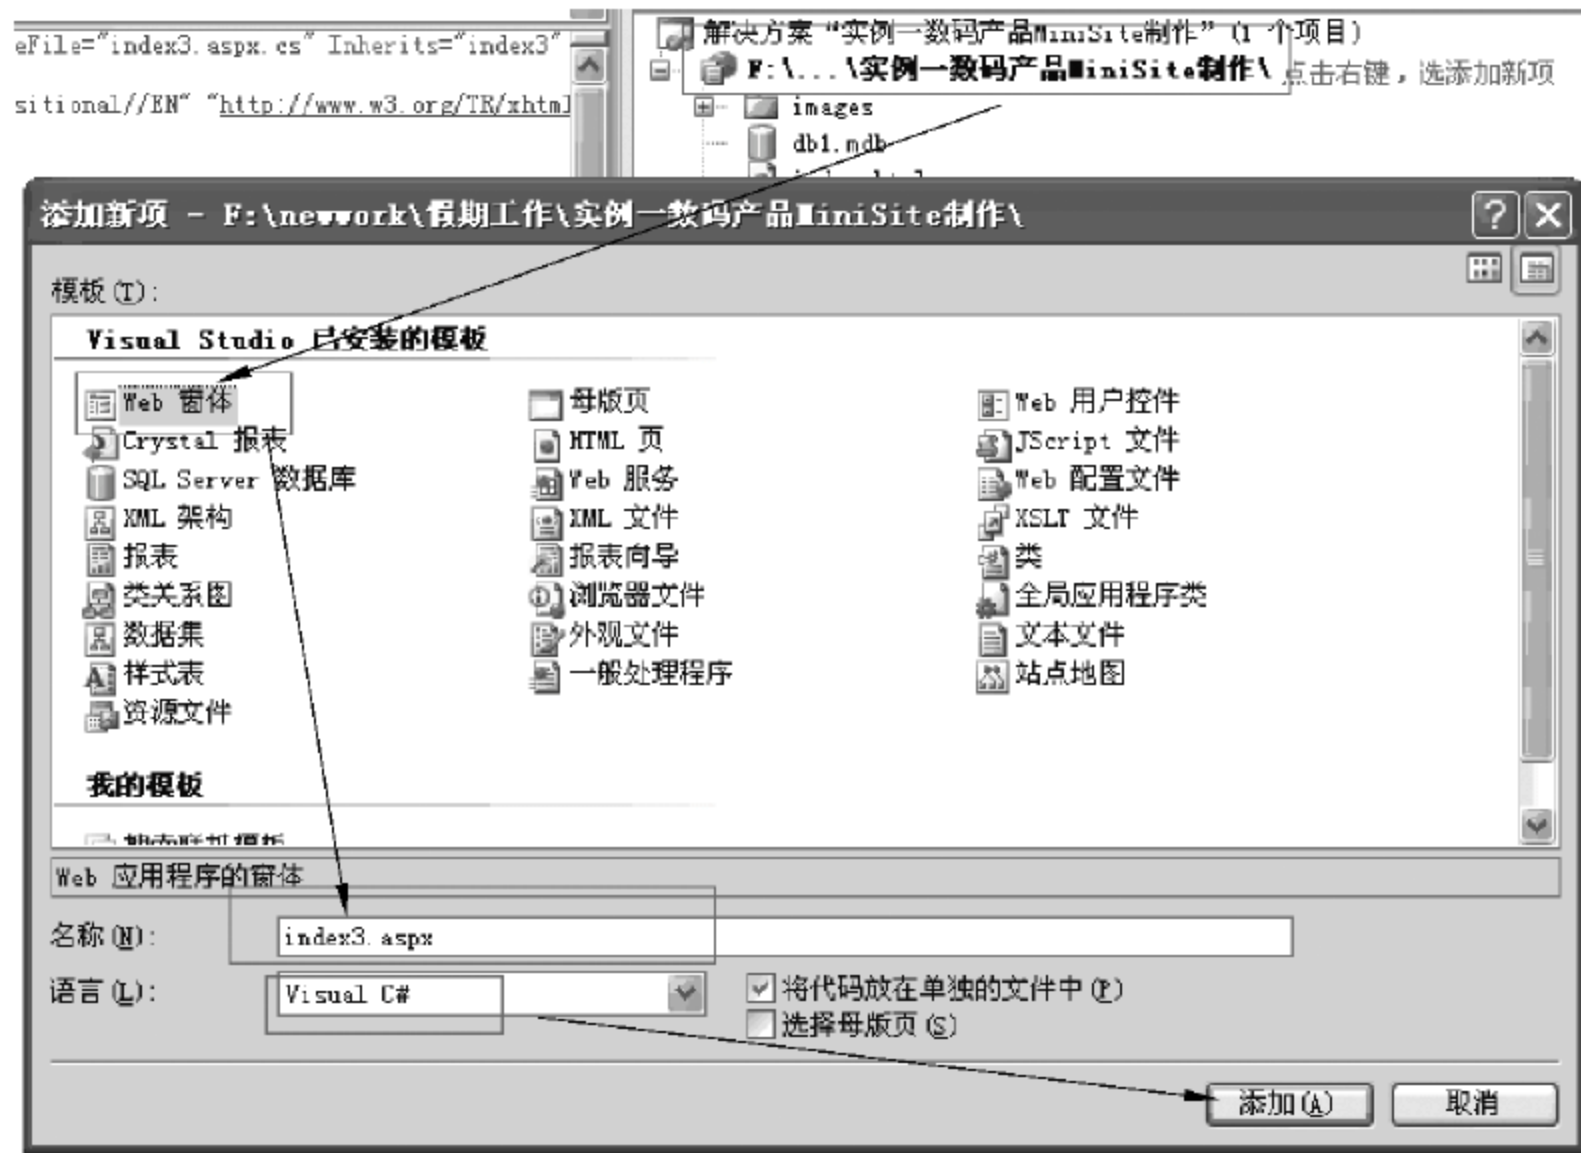 eFile="index3.aspx.cs" Inherits="index3"
sitional//EN" "http://www.w3.org/TR/xhtml
解决方案 "实例一数码产品MiniSite制作" (1 个项目)
F:\...\实例一数码产品MiniSite制作\ 点击右键，选添加新项
images
db1.mdb
添加新项 - F:\newwork\假期工作\实例一数码产品MiniSite制作\
模板(T):
Visual Studio 已安装的模板
Web 窗体 母版页 Web 用户控件
Crystal 报表 HTML 页 JScript 文件
SQL Server 数据库 Web 服务 Web 配置文件
XML 架构 XML 文件 XSLT 文件
报表 报表向导 类
类关系图 浏览器文件 全局应用程序类
数据集 外观文件 文本文件
样式表 一般处理程序 站点地图
资源文件
我的模板
搜索联机模板
Web 应用程序的窗体
名称(N): index3.aspx
语言(L): Visual C# 将代码放在单独的文件中(P)
选择母版页(S)
添加(A) 取消